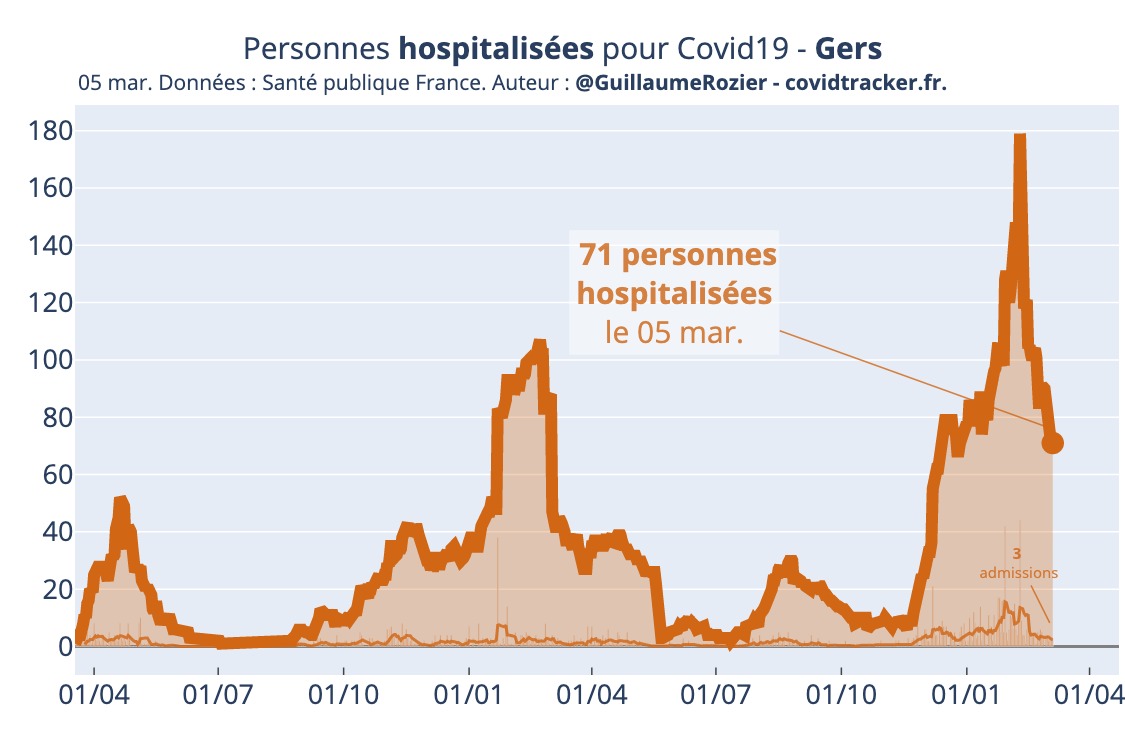 Personnes hospitalisées pour Covid19 - Gers
05 mar. Données : Santé publique France. Auteur : @GuillaumeRozier - covidtracker.fr.
180
160
140
120
100
80
60
40
20
0
71 personnes
hospitalisées
le 05 mar.
3
admissions
01/04 01/07 01/10 01/01 01/04 01/07 01/10 01/01 01/04